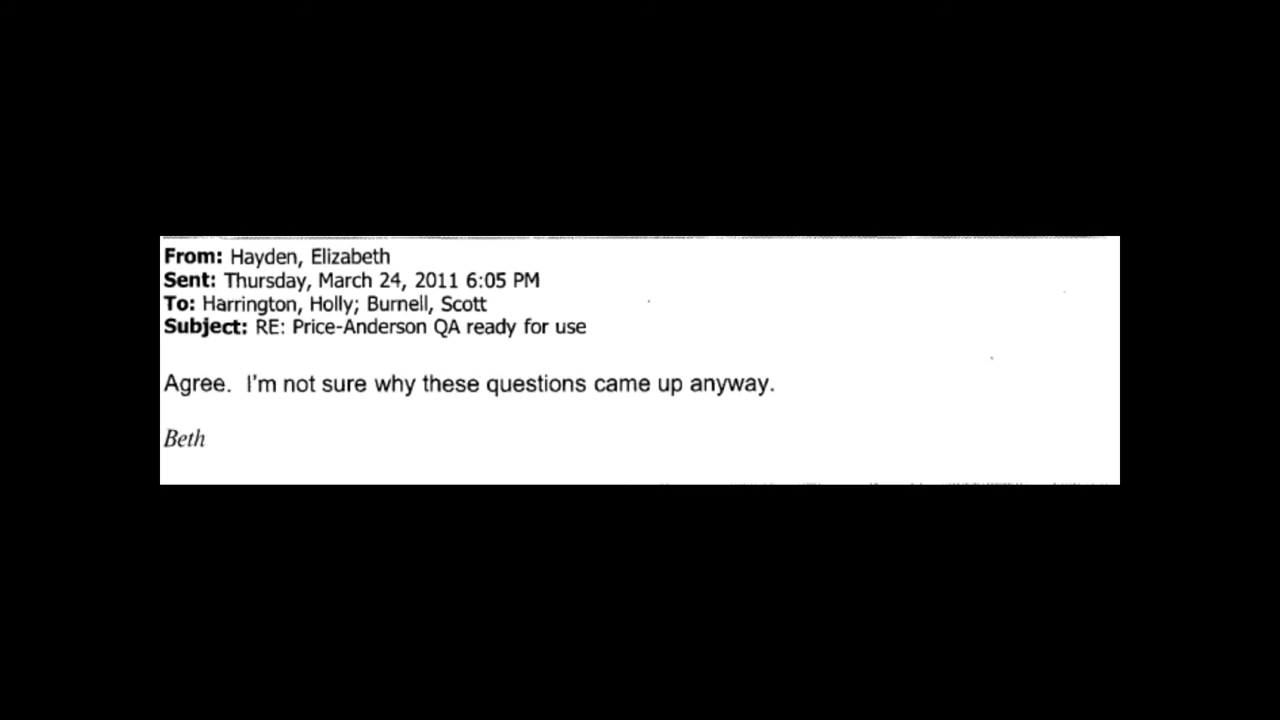 From: Hayden, Elizabeth
Sent: Thursday, March 24, 2011 6:05 PM
To: Harrington, Holly; Burnell, Scott
Subject: RE: Price-Anderson QA ready for use
Agree.  I'm not sure why these questions came up anyway.
Beth